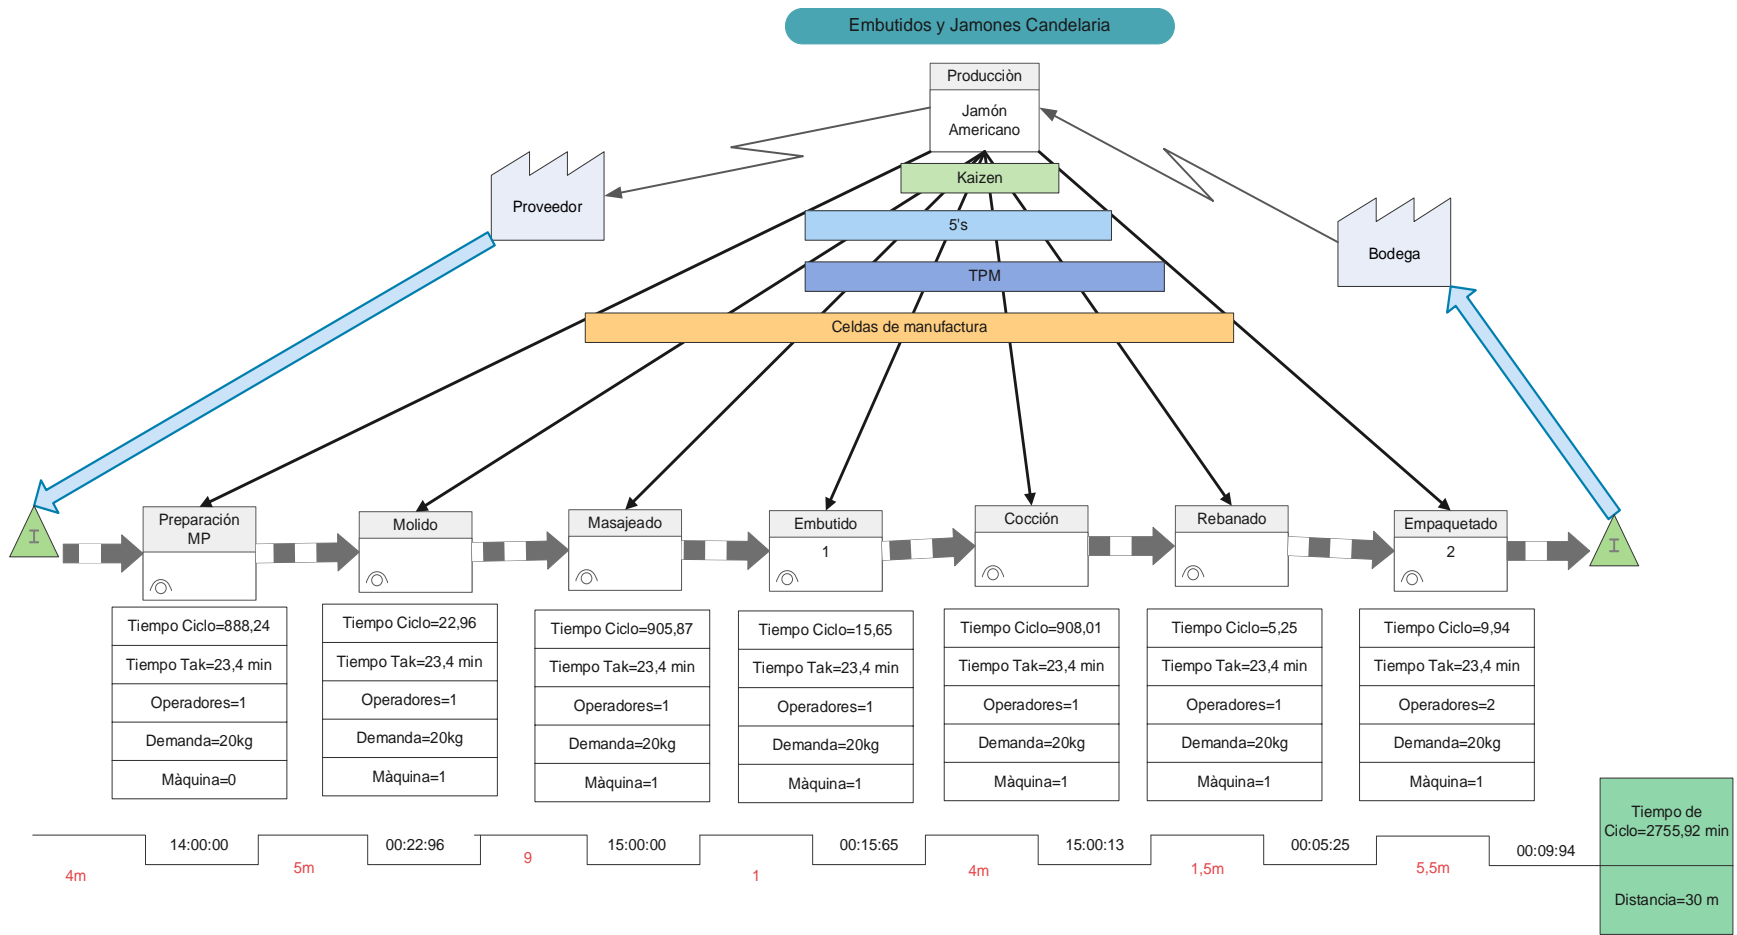 Embutidos y Jamones Candelaria
Producciòn
Jamón
Americano
Kaizen
Proveedor
5's
Bodega
TPM
Celdas de manufactura
I
Preparación
MP
Molido
Masajeado
Embutido
1
Cocción
Rebanado
Empaquetado
2
I
Tiempo Ciclo=888,24
Tiempo Tak=23,4 min
Operadores=1
Demanda=20kg
Màquina=0
Tiempo Ciclo=22,96
Tiempo Tak=23,4 min
Operadores=1
Demanda=20kg
Màquina=1
Tiempo Ciclo=905,87
Tiempo Tak=23,4 min
Operadores=1
Demanda=20kg
Màquina=1
Tiempo Ciclo=15,65
Tiempo Tak=23,4 min
Operadores=1
Demanda=20kg
Màquina=1
Tiempo Ciclo=908,01
Tiempo Tak=23,4 min
Operadores=1
Demanda=20kg
Màquina=1
Tiempo Ciclo=5,25
Tiempo Tak=23,4 min
Operadores=1
Demanda=20kg
Màquina=1
Tiempo Ciclo=9,94
Tiempo Tak=23,4 min
Operadores=2
Demanda=20kg
Màquina=1
4m
14:00:00
5m
00:22:96
9
15:00:00
1
00:15:65
4m
15:00:13
1,5m
00:05:25
5,5m
00:09:94
Tiempo de
Ciclo=2755,92 min
Distancia=30 m